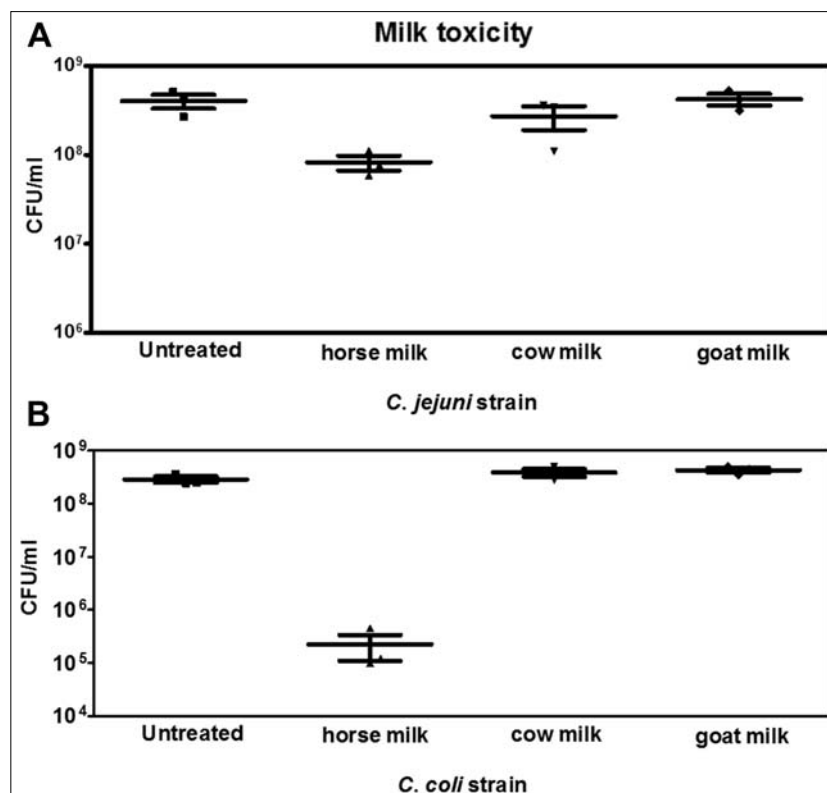 A
Milk toxicity
CFU/ml
10⁹
10⁸
10⁷
10⁶
Untreated
horse milk
cow milk
goat milk
C. jejuni strain
B
CFU/ml
10⁹
10⁸
10⁷
10⁶
10⁵
10⁴
Untreated
horse milk
cow milk
goat milk
C. coli strain